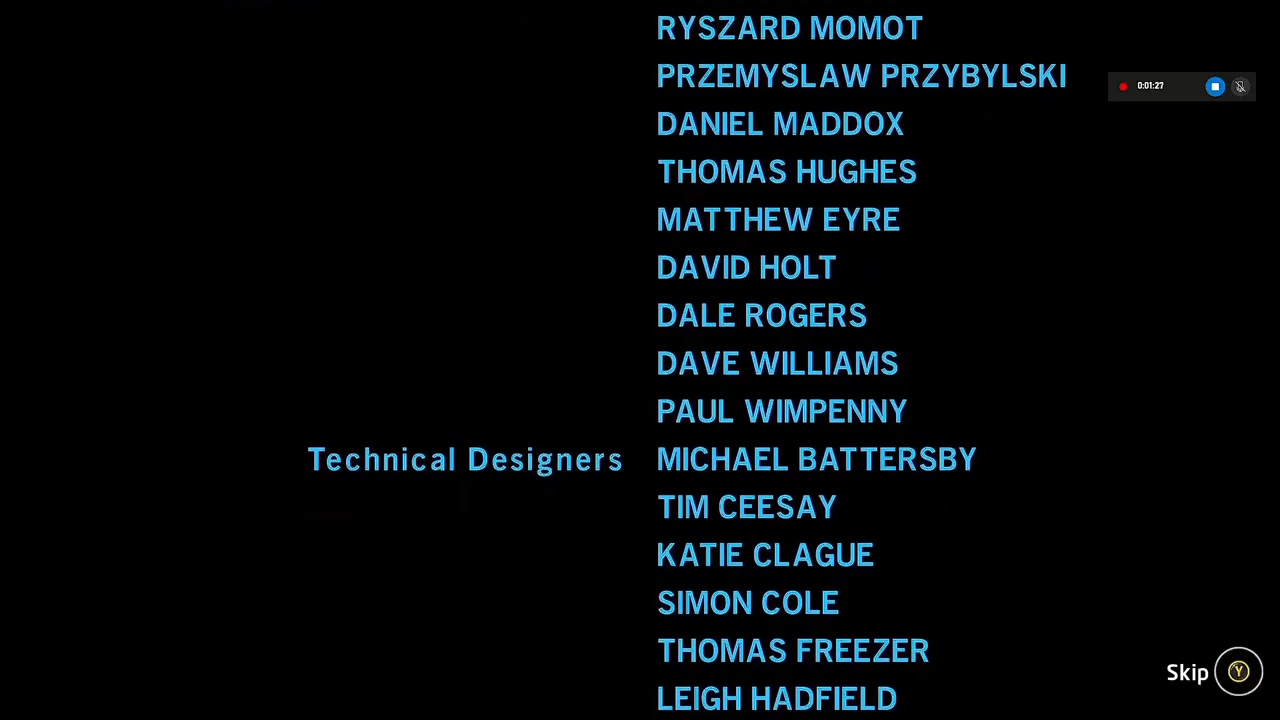 RYSZARD MOMOT
PRZEMYSLAW PRZYBYLSKI
0:01:27
DANIEL MADDOX
THOMAS HUGHES
MATTHEW EYRE
DAVID HOLT
DALE ROGERS
DAVE WILLIAMS
PAUL WIMPENNY
Technical Designers MICHAEL BATTERSBY
TIM CEESAY
KATIE CLAGUE
SIMON COLE
THOMAS FREEZER
Skip Y
LEIGH HADFIELD